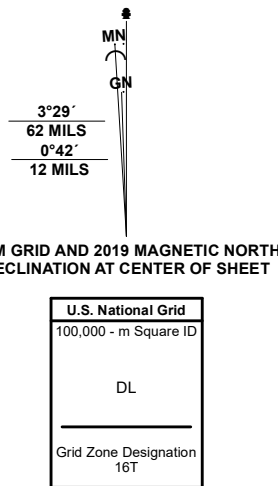 MN
GN
3°29´
62 MILS
0°42´
12 MILS
M GRID AND 2019 MAGNETIC NORTH
ECLINATION AT CENTER OF SHEET
U.S. National Grid
100,000 - m Square ID
DL
Grid Zone Designation
16T